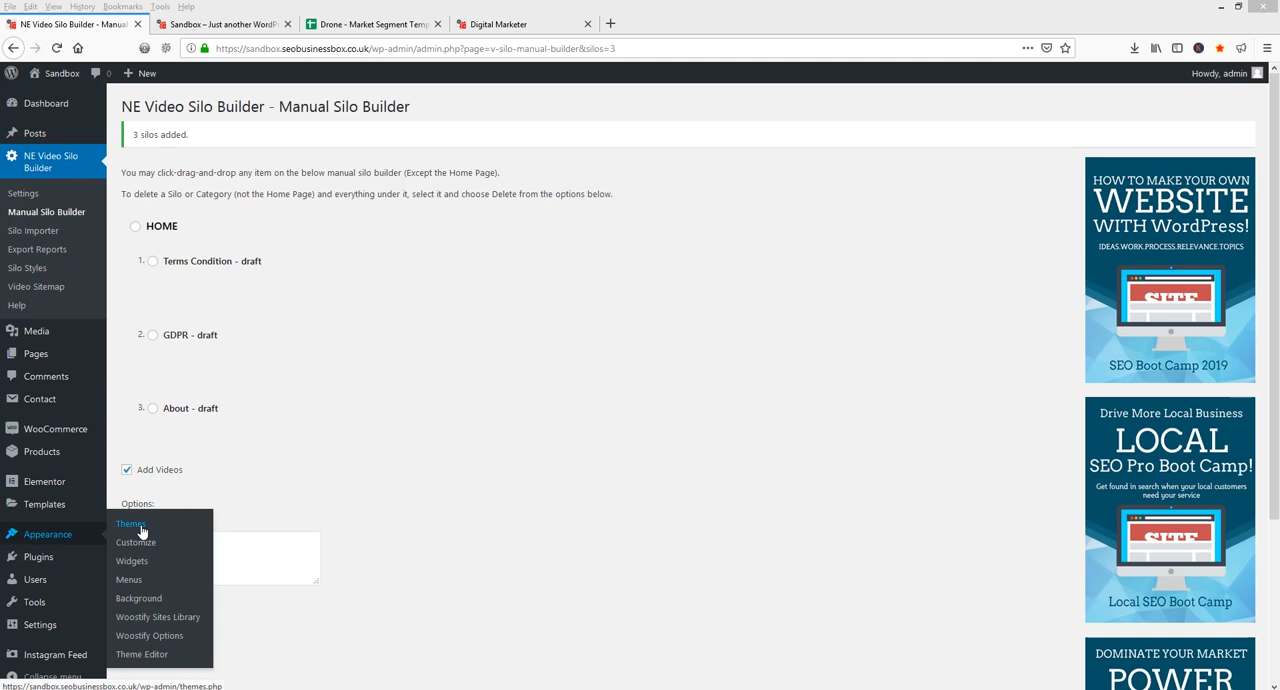 File Edit View History Bookmarks Tools Help
NE Video Silo Builder - Manual
Sandbox – Just another WordPr
Drone - Market Segment Temp
Digital Marketer
https://sandbox.seobusinessbox.co.uk/wp-admin/admin.php?page=v-silo-manual-builder&silos=3
Sandbox 0 New
Howdy, admin
Dashboard
Posts
NE Video Silo Builder
Settings
Manual Silo Builder
Silo Importer
Export Reports
Silo Styles
Video Sitemap
Help
Media
Pages
Comments
Contact
WooCommerce
Products
Elementor
Templates
Appearance
Plugins
Users
Tools
Settings
Instagram Feed
Collapse menu
Themes
Customize
Widgets
Menus
Background
Woostify Sites Library
Woostify Options
Theme Editor
NE Video Silo Builder - Manual Silo Builder
3 silos added.
You may click-drag-and-drop any item on the below manual silo builder (Except the Home Page).
To delete a Silo or Category (not the Home Page) and everything under it, select it and choose Delete from the options below.
HOME
1. Terms Condition - draft
2. GDPR - draft
3. About - draft
Add Videos
Options:
HOW TO MAKE YOUR OWN
WEBSITE
WITH WordPress!
IDEAS.WORK.PROCESS.RELEVANCE.TOPICS
SITE
SEO Boot Camp 2019
Drive More Local Business
LOCAL
SEO Pro Boot Camp!
Get found in search when your local customers
need your service
SITE
Local SEO Boot Camp
DOMINATE YOUR MARKET
POWER
https://sandbox.seobusinessbox.co.uk/wp-admin/themes.php